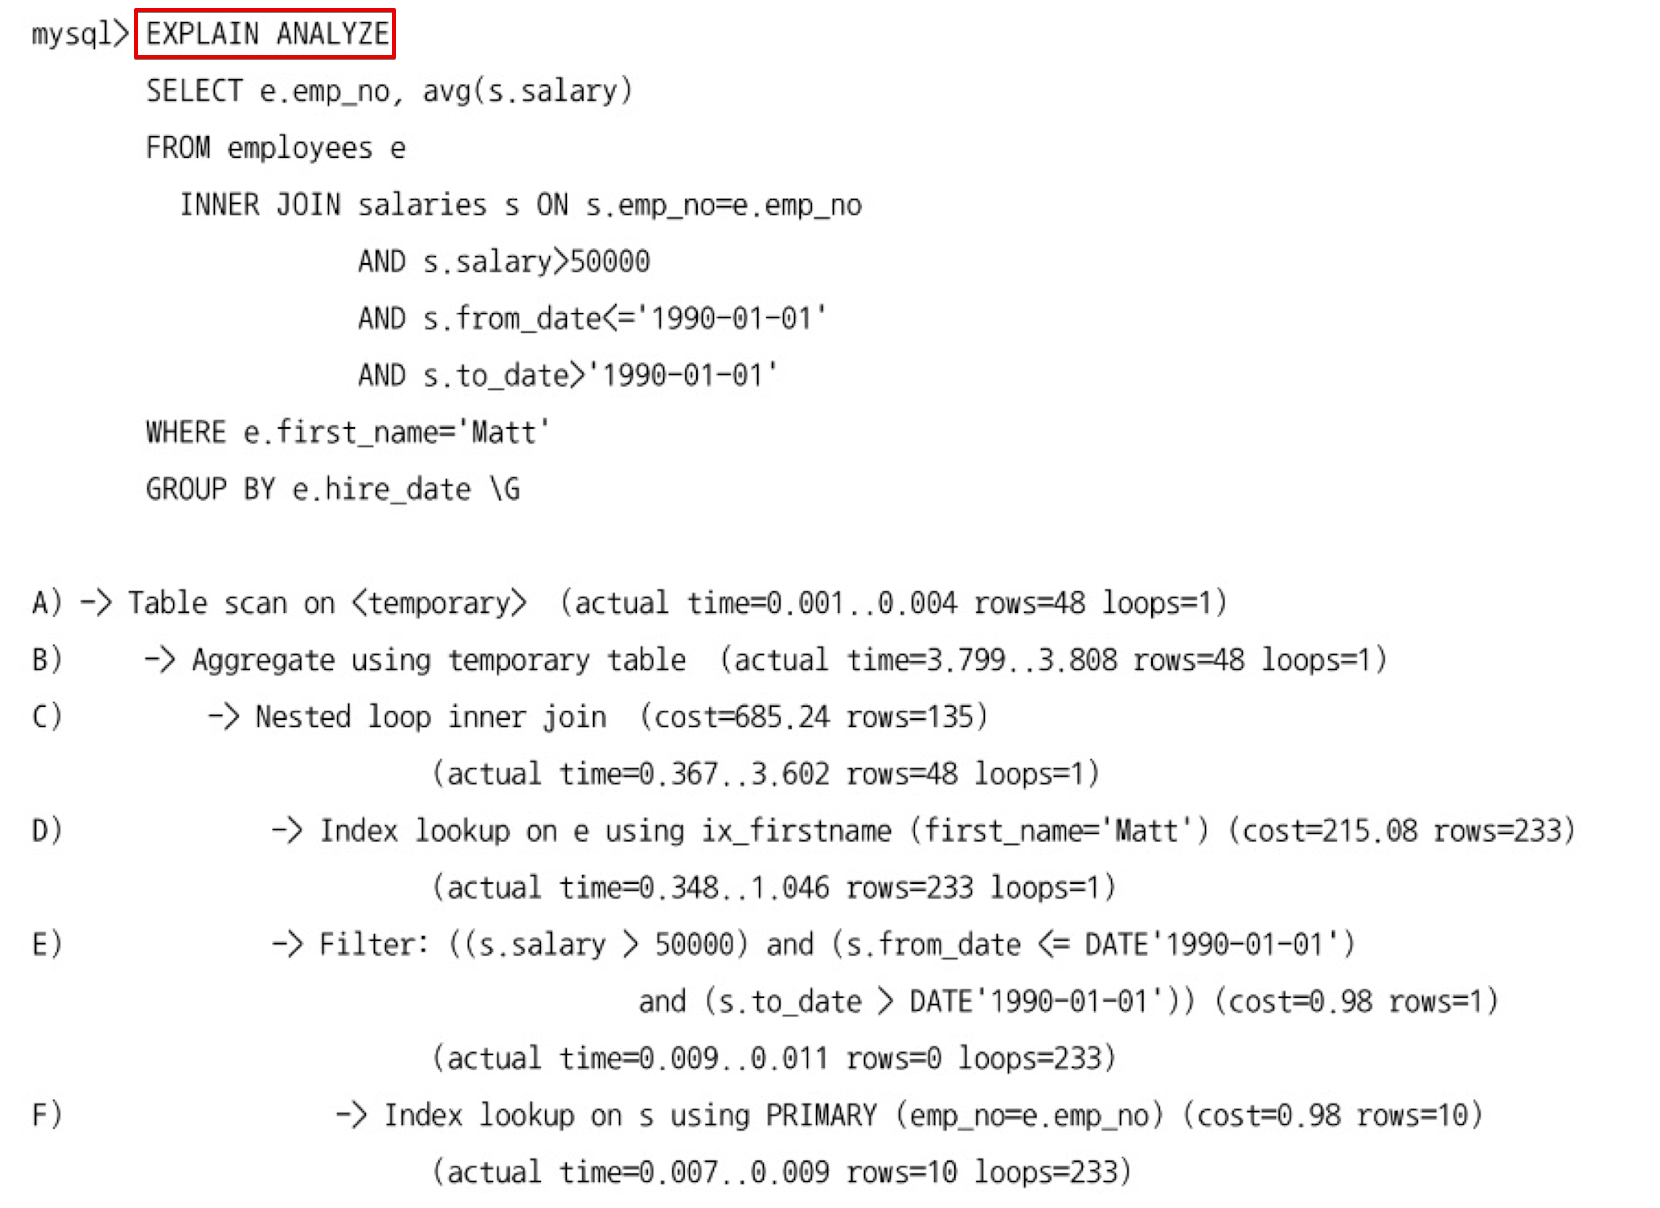 mysql> EXPLAIN ANALYZE
SELECT e.emp_no, avg(s.salary)
FROM employees e
INNER JOIN salaries s ON s.emp_no=e.emp_no
AND s.salary>50000
AND s.from_date<='1990-01-01'
AND s.to_date>'1990-01-01'
WHERE e.first_name='Matt'
GROUP BY e.hire_date \G
A) -> Table scan on <temporary> (actual time=0.001..0.004 rows=48 loops=1)
B) -> Aggregate using temporary table (actual time=3.799..3.808 rows=48 loops=1)
C) -> Nested loop inner join (cost=685.24 rows=135)
(actual time=0.367..3.602 rows=48 loops=1)
D) -> Index lookup on e using ix_firstname (first_name='Matt') (cost=215.08 rows=233)
(actual time=0.348..1.046 rows=233 loops=1)
E) -> Filter: ((s.salary > 50000) and (s.from_date <= DATE'1990-01-01')
and (s.to_date > DATE'1990-01-01')) (cost=0.98 rows=1)
(actual time=0.009..0.011 rows=0 loops=233)
F) -> Index lookup on s using PRIMARY (emp_no=e.emp_no) (cost=0.98 rows=10)
(actual time=0.007..0.009 rows=10 loops=233)